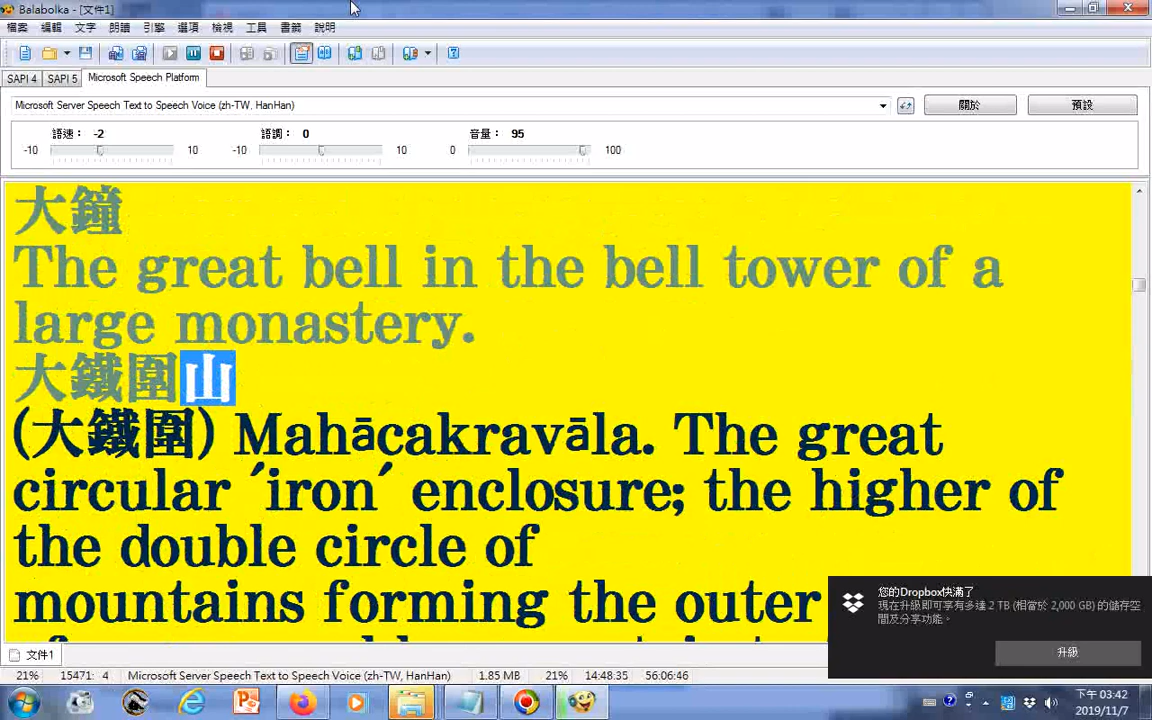 Balabolka - [文件1]
檔案 編輯 文字 朗讀 引擎 選項 檢視 工具 書籤 說明
SAPI 4 SAPI 5 Microsoft Speech Platform
Microsoft Server Speech Text to Speech Voice (zh-TW, HanHan) 關於 預設
語速： -2 語調： 0 音量： 95
-10 10 -10 10 0 100
大鐘
The great bell in the bell tower of a
large monastery.
大鐵圍山
(大鐵圍) Mahācakravāla. The great
circular ′iron′ enclosure; the higher of
the double circle of
mountains forming the outer
您的Dropbox快滿了
現在升級即可享有多達 2 TB (相當於 2,000 GB) 的儲存空
間及分享功能。
升級
文件1
21% 15471: 4 Microsoft Server Speech Text to Speech Voice (zh-TW, HanHan) 1.85 MB 21% 14:48:35 56:06:46
下午 03:42
2019/11/7